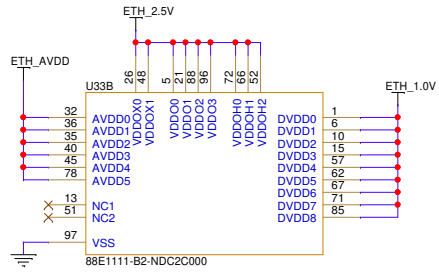 ETH_2.5V
ETH_AVDD
ETH_1.0V
U33B
26 48 5 21 88 96 72 66 52
VDDOX0 VDDOX1 VDDO0 VDDO1 VDDO2 VDDO3 VDDOH0 VDDOH1 VDDOH2
32 AVDD0 DVDD0 1
36 AVDD1 DVDD1 6
35 AVDD2 DVDD2 10
40 AVDD3 DVDD3 15
45 AVDD4 DVDD4 57
78 AVDD5 DVDD5 62
DVDD6 67
13 NC1 DVDD7 71
51 NC2 DVDD8 85
97 VSS
88E1111-B2-NDC2C000